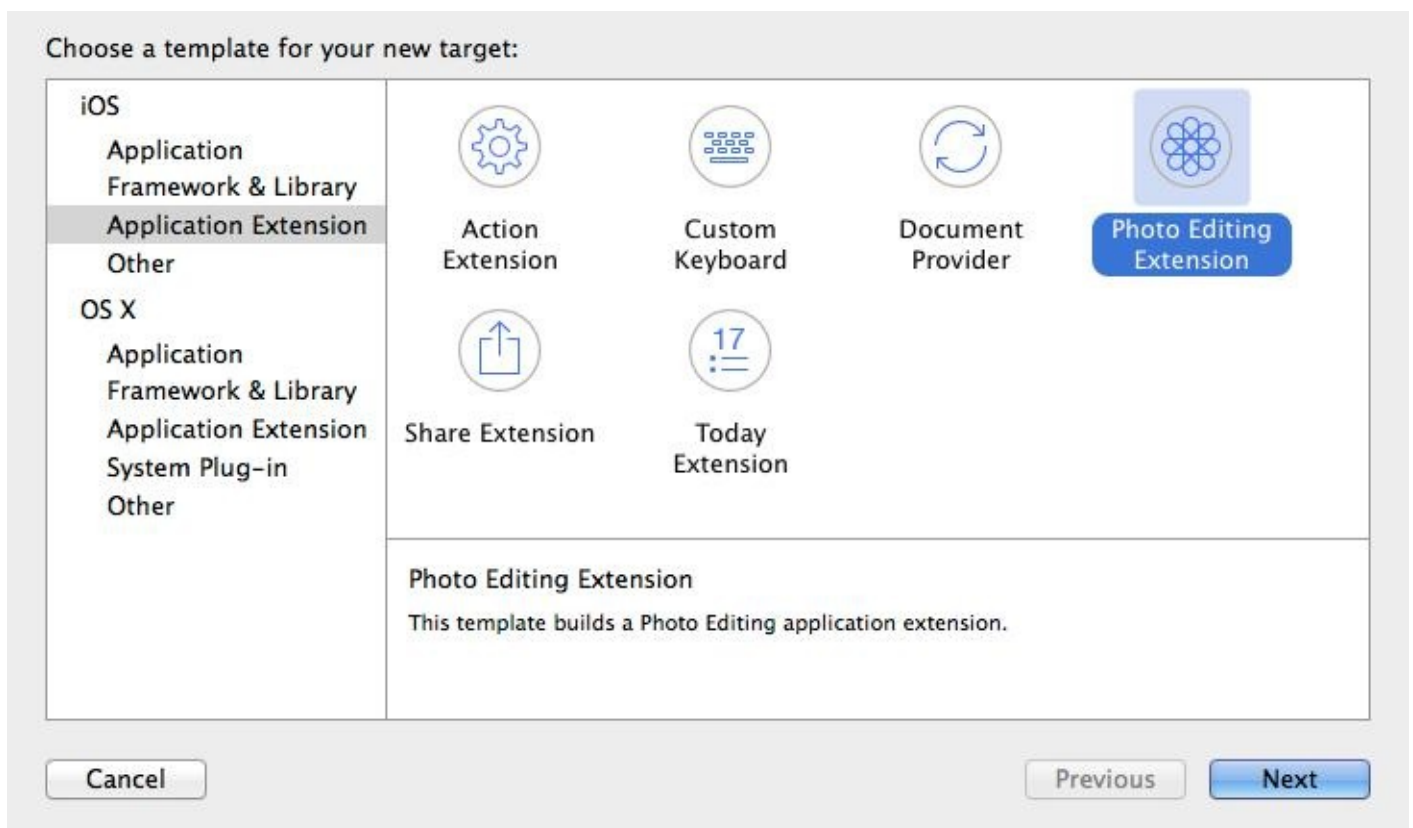 Choose a template for your new target:
iOS
Application
Framework & Library
Application Extension
Other
OS X
Application
Framework & Library
Application Extension
System Plug-in
Other
Action
Extension
Custom
Keyboard
Document
Provider
Photo Editing
Extension
Share Extension
17
Today
Extension
Photo Editing Extension
This template builds a Photo Editing application extension.
Cancel
Previous
Next